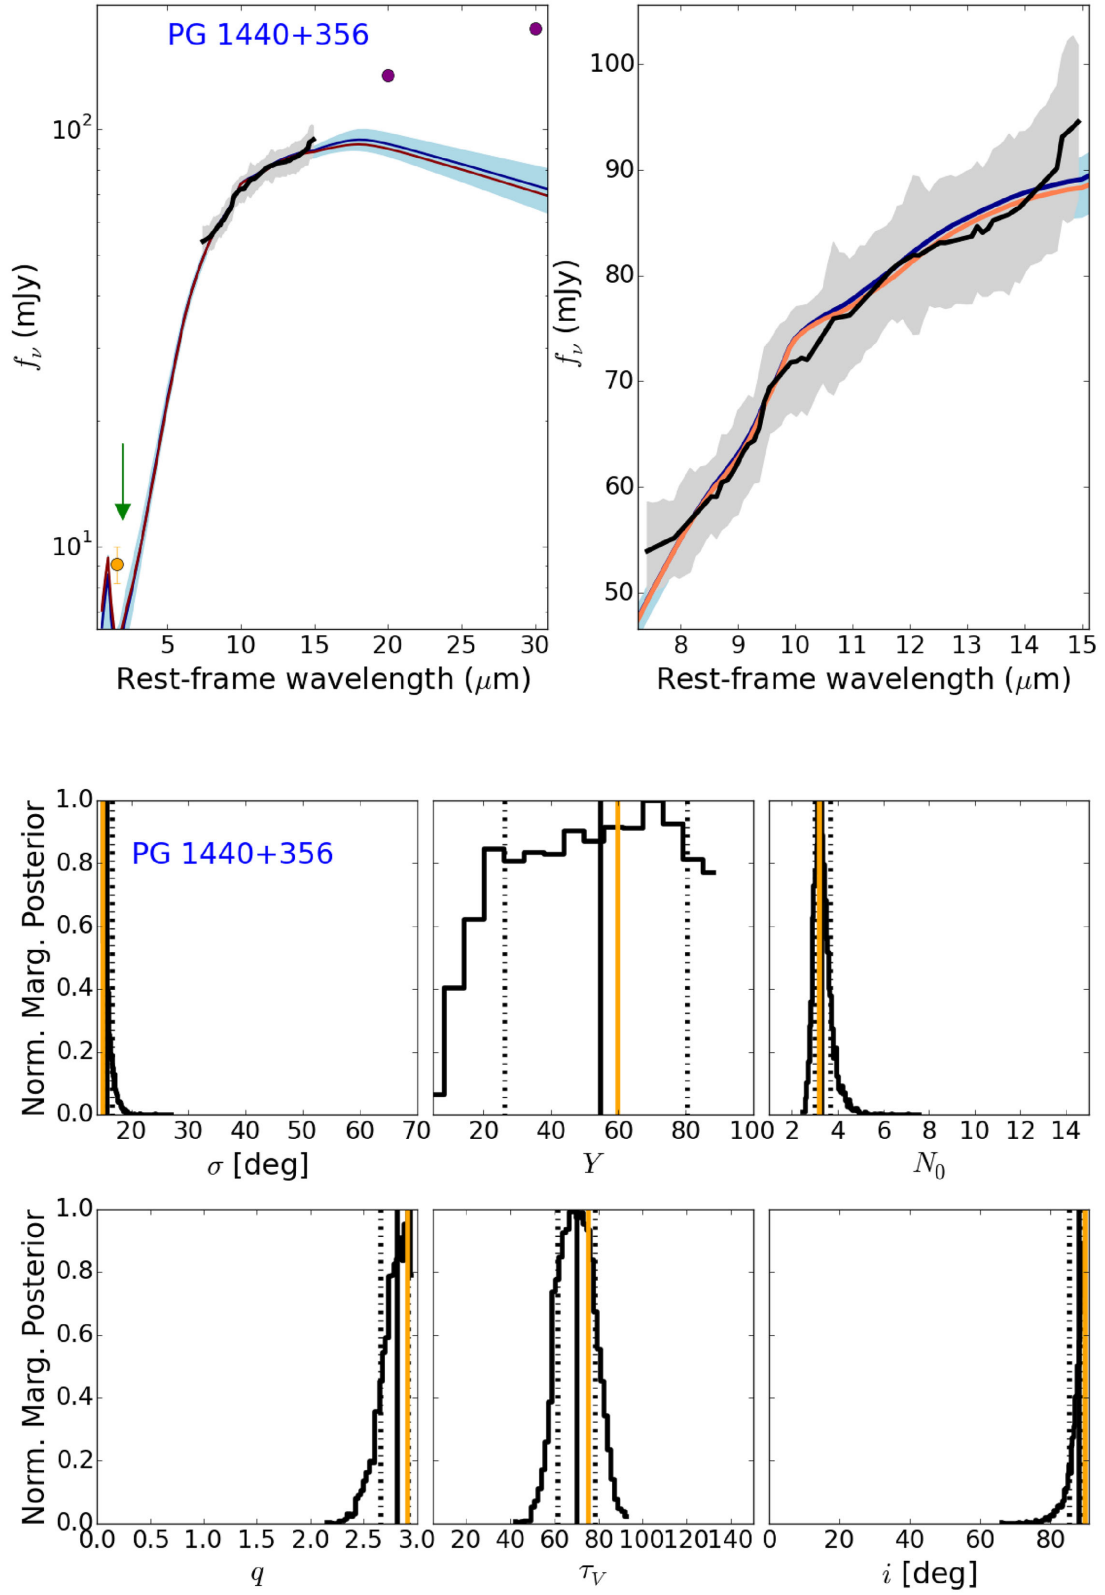 PG 1440+356
10²
10¹
f_ν (mJy)
5 10 15 20 25 30
Rest-frame wavelength (μm)
100
90
80
70
60
50
f_ν (mJy)
8 9 10 11 12 13 14 15
Rest-frame wavelength (μm)
PG 1440+356
Norm. Marg. Posterior
1.0
0.8
0.6
0.4
0.2
0.0
20 30 40 50 60 70
σ [deg]
20 40 60 80 100
Y
2 4 6 8 10 12 14
N₀
Norm. Marg. Posterior
1.0
0.8
0.6
0.4
0.2
0.0
0.0 0.5 1.0 1.5 2.0 2.5 3.0
q
20 40 60 80 100 120 140
τ_V
0 20 40 60 80
i [deg]